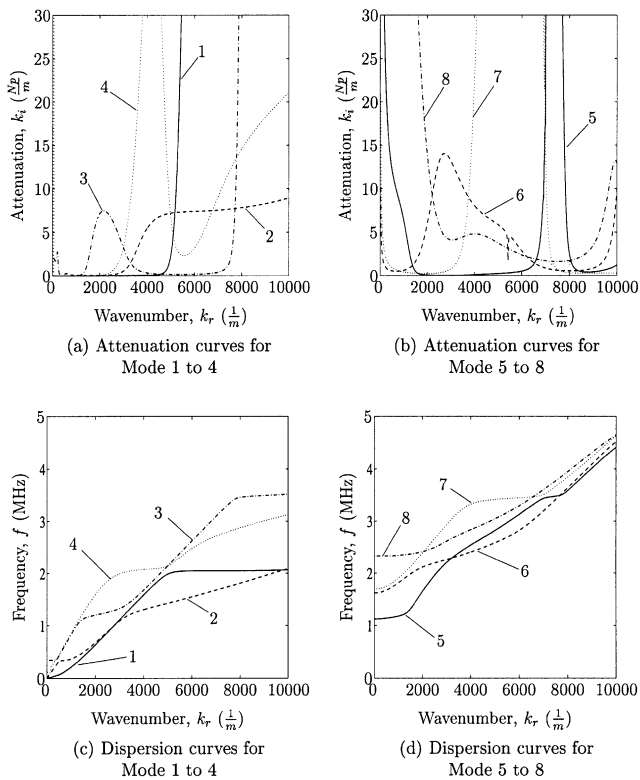 30
25
20
15
10
5
0
Attenuation, k_i (Np/m)
4
1
3
2
0 2000 4000 6000 8000 10000
Wavenumber, k_r (1/m)
(a) Attenuation curves for
Mode 1 to 4
30
25
20
15
10
5
0
Attenuation, k_i (Np/m)
8
7
5
6
0 2000 4000 6000 8000 10000
Wavenumber, k_r (1/m)
(b) Attenuation curves for
Mode 5 to 8
5
4
3
2
1
0
Frequency, f (MHz)
3
4
2
1
0 2000 4000 6000 8000 10000
Wavenumber, k_r (1/m)
(c) Dispersion curves for
Mode 1 to 4
5
4
3
2
1
0
Frequency, f (MHz)
7
8
6
5
0 2000 4000 6000 8000 10000
Wavenumber, k_r (1/m)
(d) Dispersion curves for
Mode 5 to 8